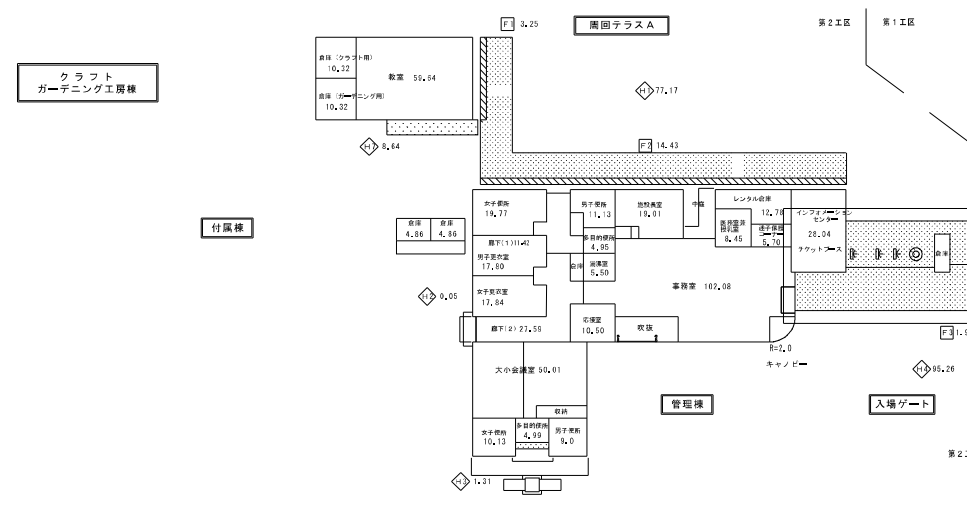 F1 3.25
周回テラスA
第2工区 第1工区
クラフト
ガーデニング工房棟
倉庫（クラフト用）
10.32
教室 59.64
倉庫（ガーデニング用）
10.32
H1 77.17
H7 8.64
F2 14.43
付属棟
倉庫
4.86
倉庫
4.86
女子便所
19.77
男子便所
11.13
施設長室
19.01
中庭
レンタル倉庫
12.78
インフォメーション
センター
28.04
チケットブース
授乳室
8.45
迷子保護
コーナー
5.70
倉庫
廊下(1)11.42
男子更衣室
17.80
多目的便所
4.95
倉庫
湯沸室
5.50
事務室 102.08
H2 0.05
女子更衣室
17.84
廊下(2)27.59
応接室
10.50
吹抜
R=2.0
キャノピー
F3 1.9
H4 95.26
大小会議室 50.01
管理棟
入場ゲート
収納
女子便所
10.13
多目的便所
4.99
男子便所
9.0
第2
H3 1.31